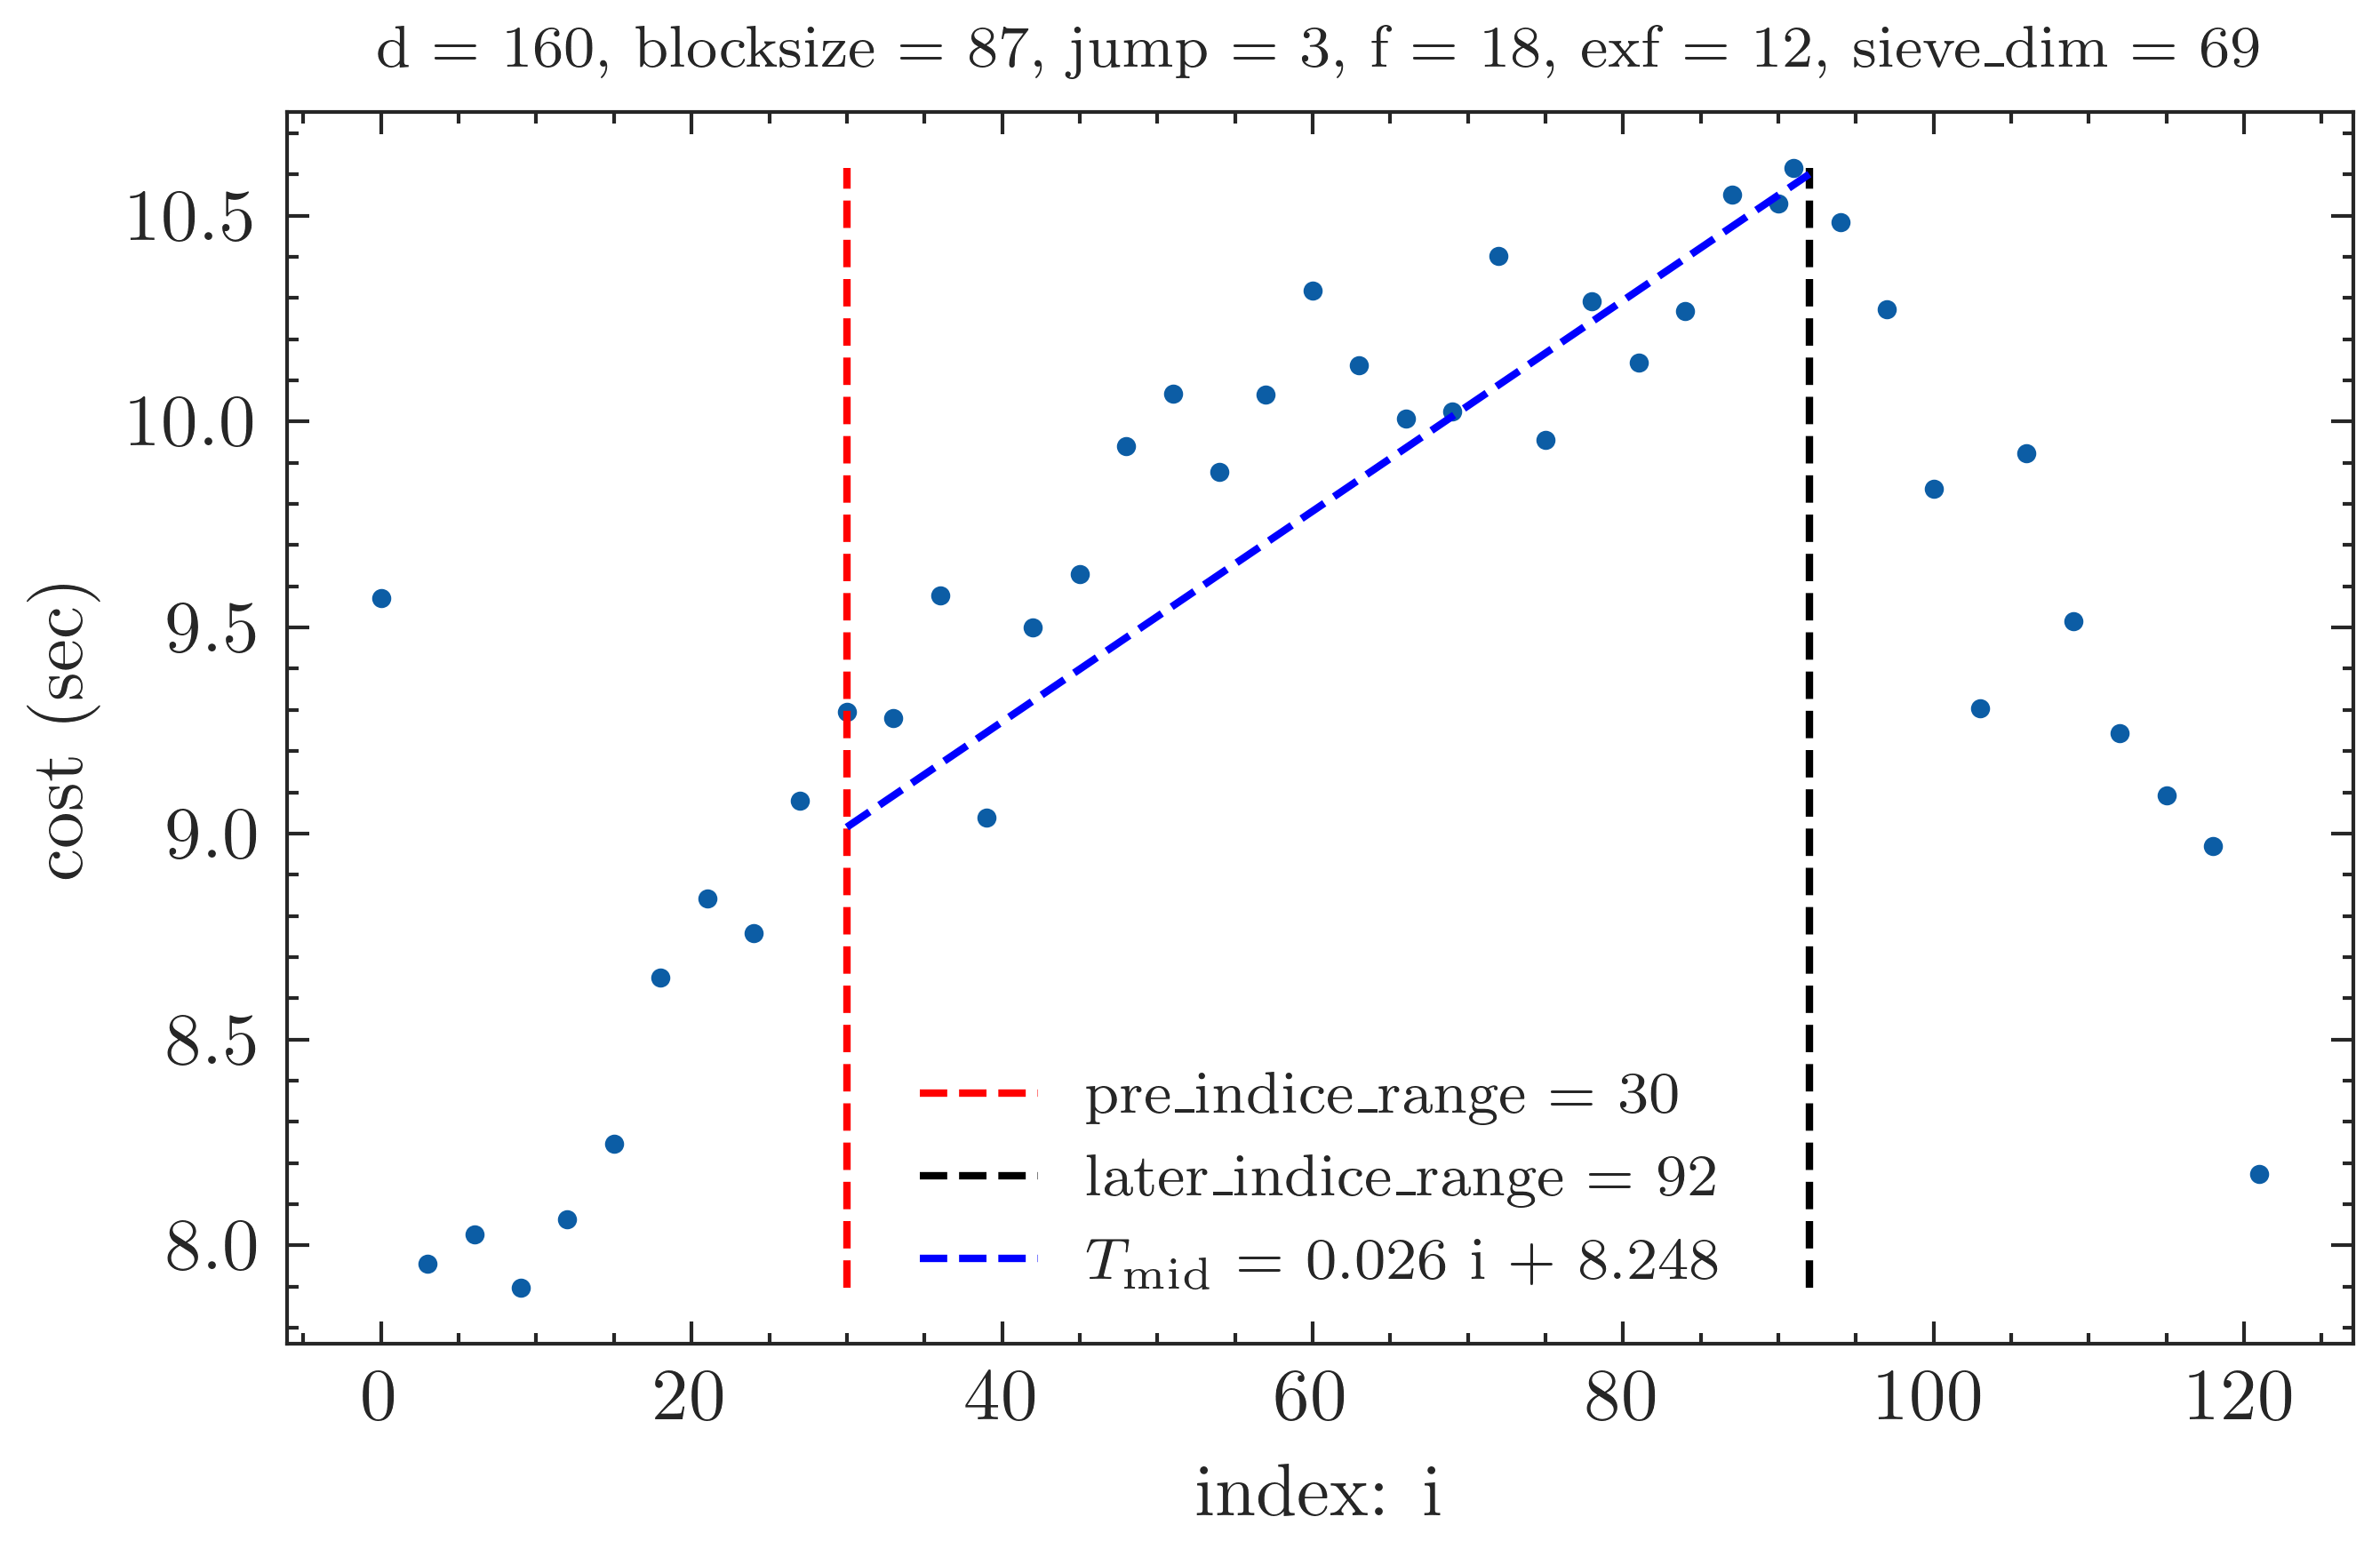 d = 160, blocksize = 87, jump = 3, f = 18, exf = 12, sieve_dim = 69
cost (sec)
10.5
10.0
9.5
9.0
8.5
8.0
pre_indice_range = 30
later_indice_range = 92
T_mid = 0.026 i + 8.248
0 20 40 60 80 100 120
index: i